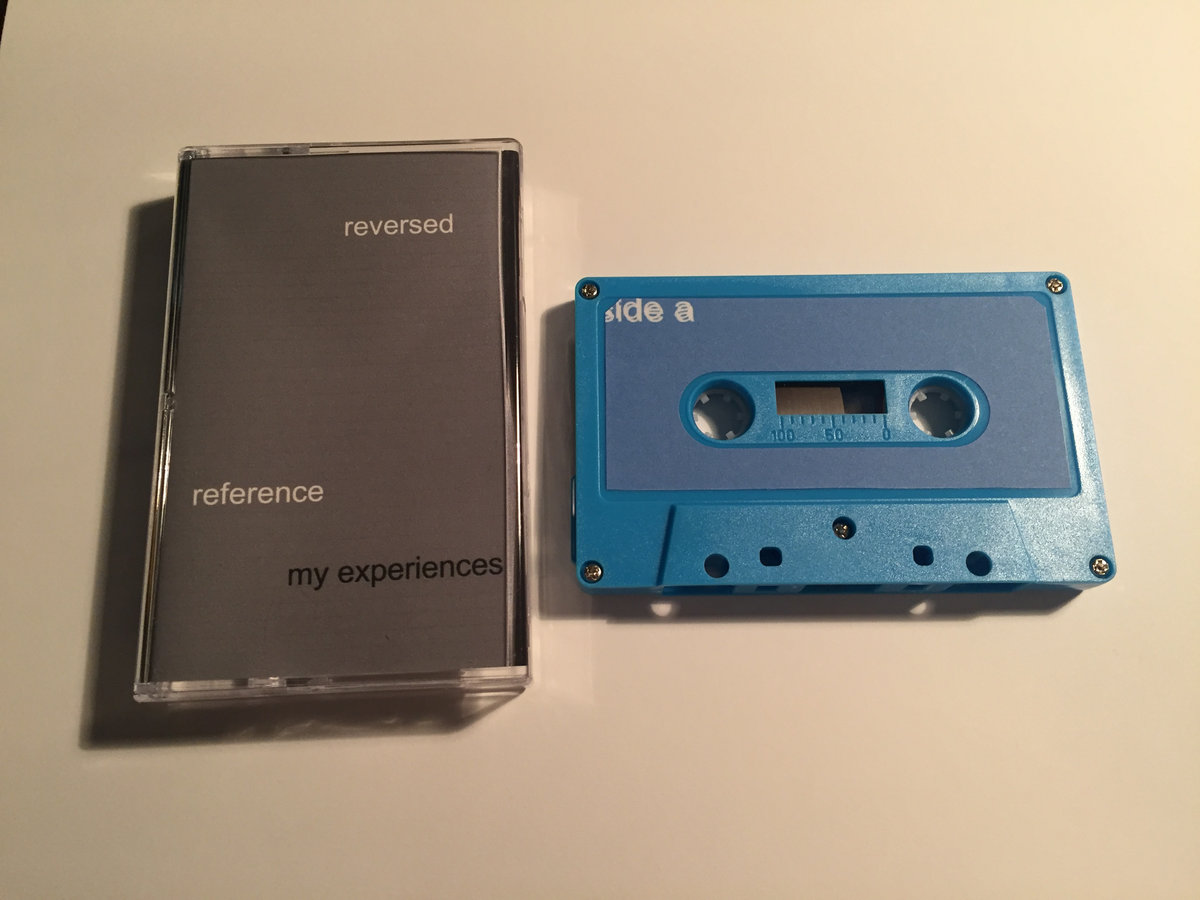 reversed
reference
my experiences
side a
100 50 0